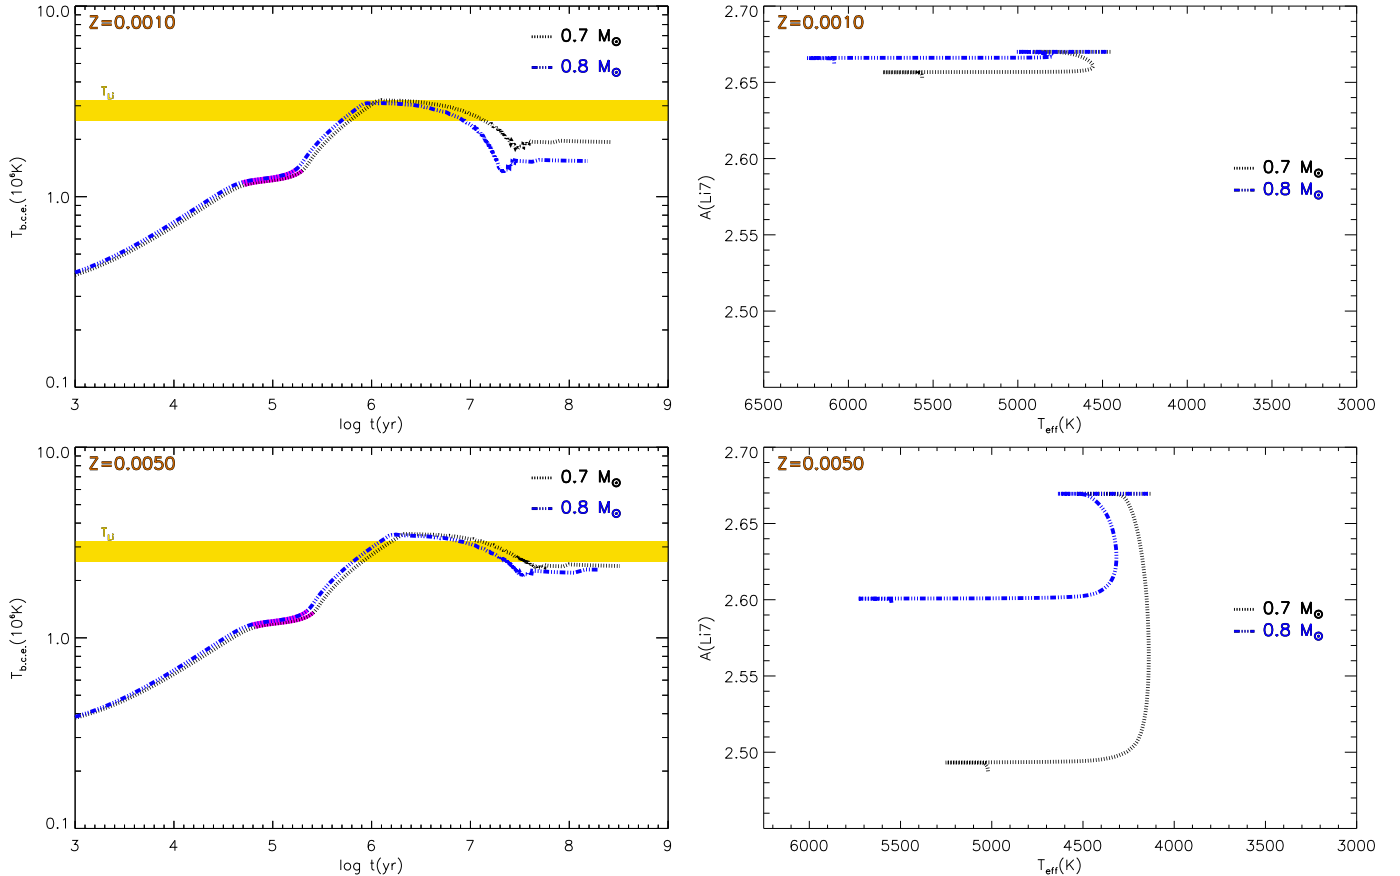 Z=0.0010
T_Li
0.7 M⊙
0.8 M⊙
10.0
1.0
0.1
T_b.c.e.(10⁶K)
3 4 5 6 7 8 9
log t(yr)
Z=0.0010
0.7 M⊙
0.8 M⊙
2.70
2.65
2.60
2.55
2.50
A(Li7)
6500 6000 5500 5000 4500 4000 3500 3000
T_eff(K)
Z=0.0050
T_Li
0.7 M⊙
0.8 M⊙
10.0
1.0
0.1
T_b.c.e.(10⁶K)
3 4 5 6 7 8 9
log t(yr)
Z=0.0050
0.7 M⊙
0.8 M⊙
2.70
2.65
2.60
2.55
2.50
A(Li7)
6000 5500 5000 4500 4000 3500 3000
T_eff(K)